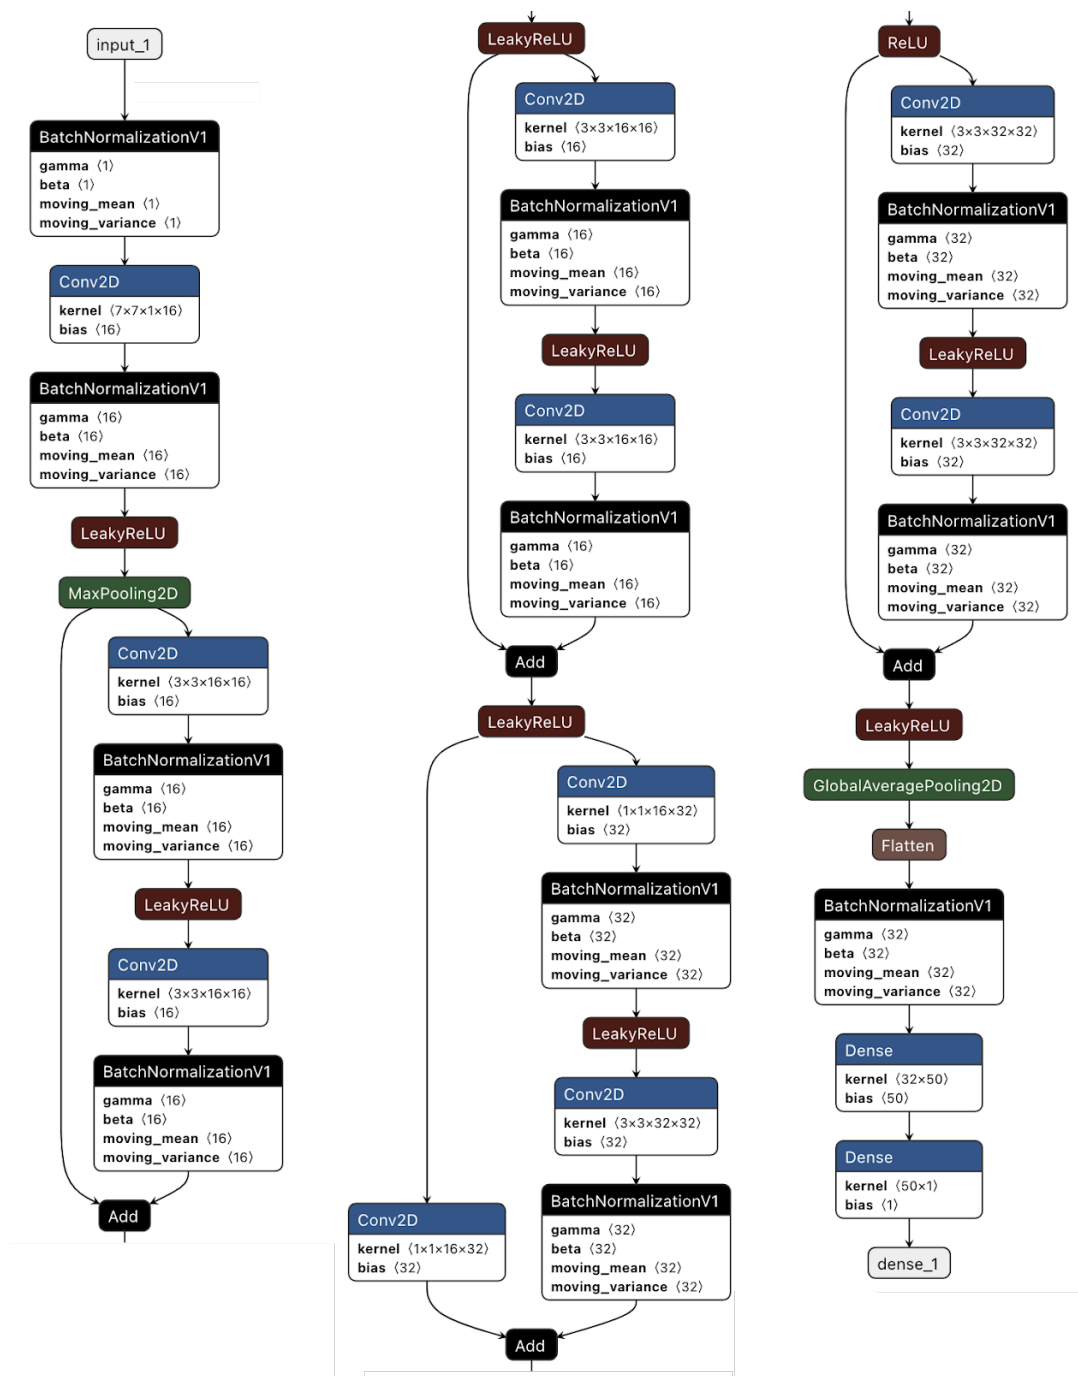 input_1
BatchNormalizationV1
gamma ⟨1⟩
beta ⟨1⟩
moving_mean ⟨1⟩
moving_variance ⟨1⟩
Conv2D
kernel ⟨7×7×1×16⟩
bias ⟨16⟩
BatchNormalizationV1
gamma ⟨16⟩
beta ⟨16⟩
moving_mean ⟨16⟩
moving_variance ⟨16⟩
LeakyReLU
MaxPooling2D
Conv2D
kernel ⟨3×3×16×16⟩
bias ⟨16⟩
BatchNormalizationV1
gamma ⟨16⟩
beta ⟨16⟩
moving_mean ⟨16⟩
moving_variance ⟨16⟩
LeakyReLU
Conv2D
kernel ⟨3×3×16×16⟩
bias ⟨16⟩
BatchNormalizationV1
gamma ⟨16⟩
beta ⟨16⟩
moving_mean ⟨16⟩
moving_variance ⟨16⟩
Add
LeakyReLU
Conv2D
kernel ⟨3×3×16×16⟩
bias ⟨16⟩
BatchNormalizationV1
gamma ⟨16⟩
beta ⟨16⟩
moving_mean ⟨16⟩
moving_variance ⟨16⟩
LeakyReLU
Conv2D
kernel ⟨3×3×16×16⟩
bias ⟨16⟩
BatchNormalizationV1
gamma ⟨16⟩
beta ⟨16⟩
moving_mean ⟨16⟩
moving_variance ⟨16⟩
Add
LeakyReLU
Conv2D
kernel ⟨1×1×16×32⟩
bias ⟨32⟩
BatchNormalizationV1
gamma ⟨32⟩
beta ⟨32⟩
moving_mean ⟨32⟩
moving_variance ⟨32⟩
LeakyReLU
Conv2D
kernel ⟨3×3×32×32⟩
bias ⟨32⟩
BatchNormalizationV1
gamma ⟨32⟩
beta ⟨32⟩
moving_mean ⟨32⟩
moving_variance ⟨32⟩
Conv2D
kernel ⟨1×1×16×32⟩
bias ⟨32⟩
Add
ReLU
Conv2D
kernel ⟨3×3×32×32⟩
bias ⟨32⟩
BatchNormalizationV1
gamma ⟨32⟩
beta ⟨32⟩
moving_mean ⟨32⟩
moving_variance ⟨32⟩
LeakyReLU
Conv2D
kernel ⟨3×3×32×32⟩
bias ⟨32⟩
BatchNormalizationV1
gamma ⟨32⟩
beta ⟨32⟩
moving_mean ⟨32⟩
moving_variance ⟨32⟩
Add
LeakyReLU
GlobalAveragePooling2D
Flatten
BatchNormalizationV1
gamma ⟨32⟩
beta ⟨32⟩
moving_mean ⟨32⟩
moving_variance ⟨32⟩
Dense
kernel ⟨32×50⟩
bias ⟨50⟩
Dense
kernel ⟨50×1⟩
bias ⟨1⟩
dense_1